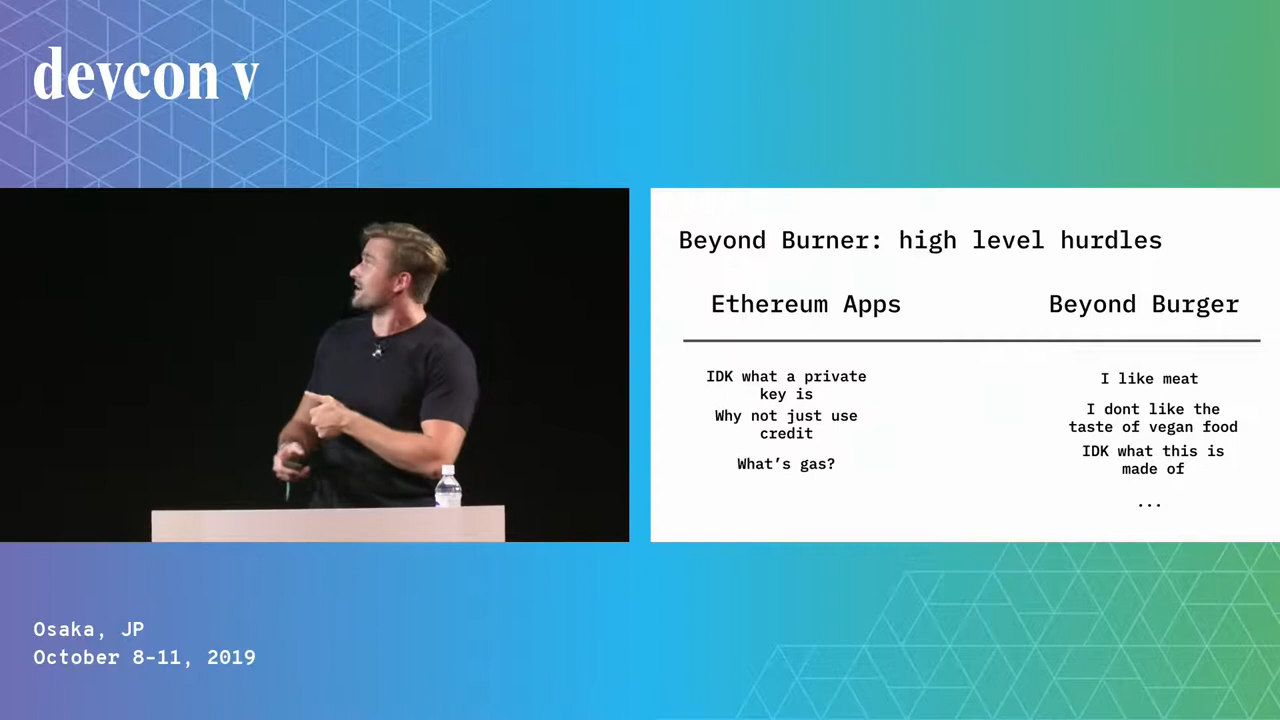 devcon v
Beyond Burner: high level hurdles
Ethereum Apps
Beyond Burger
IDK what a private
key is
Why not just use
credit
What's gas?
I like meat
I dont like the
taste of vegan food
IDK what this is
made of
...
Osaka, JP
October 8-11, 2019